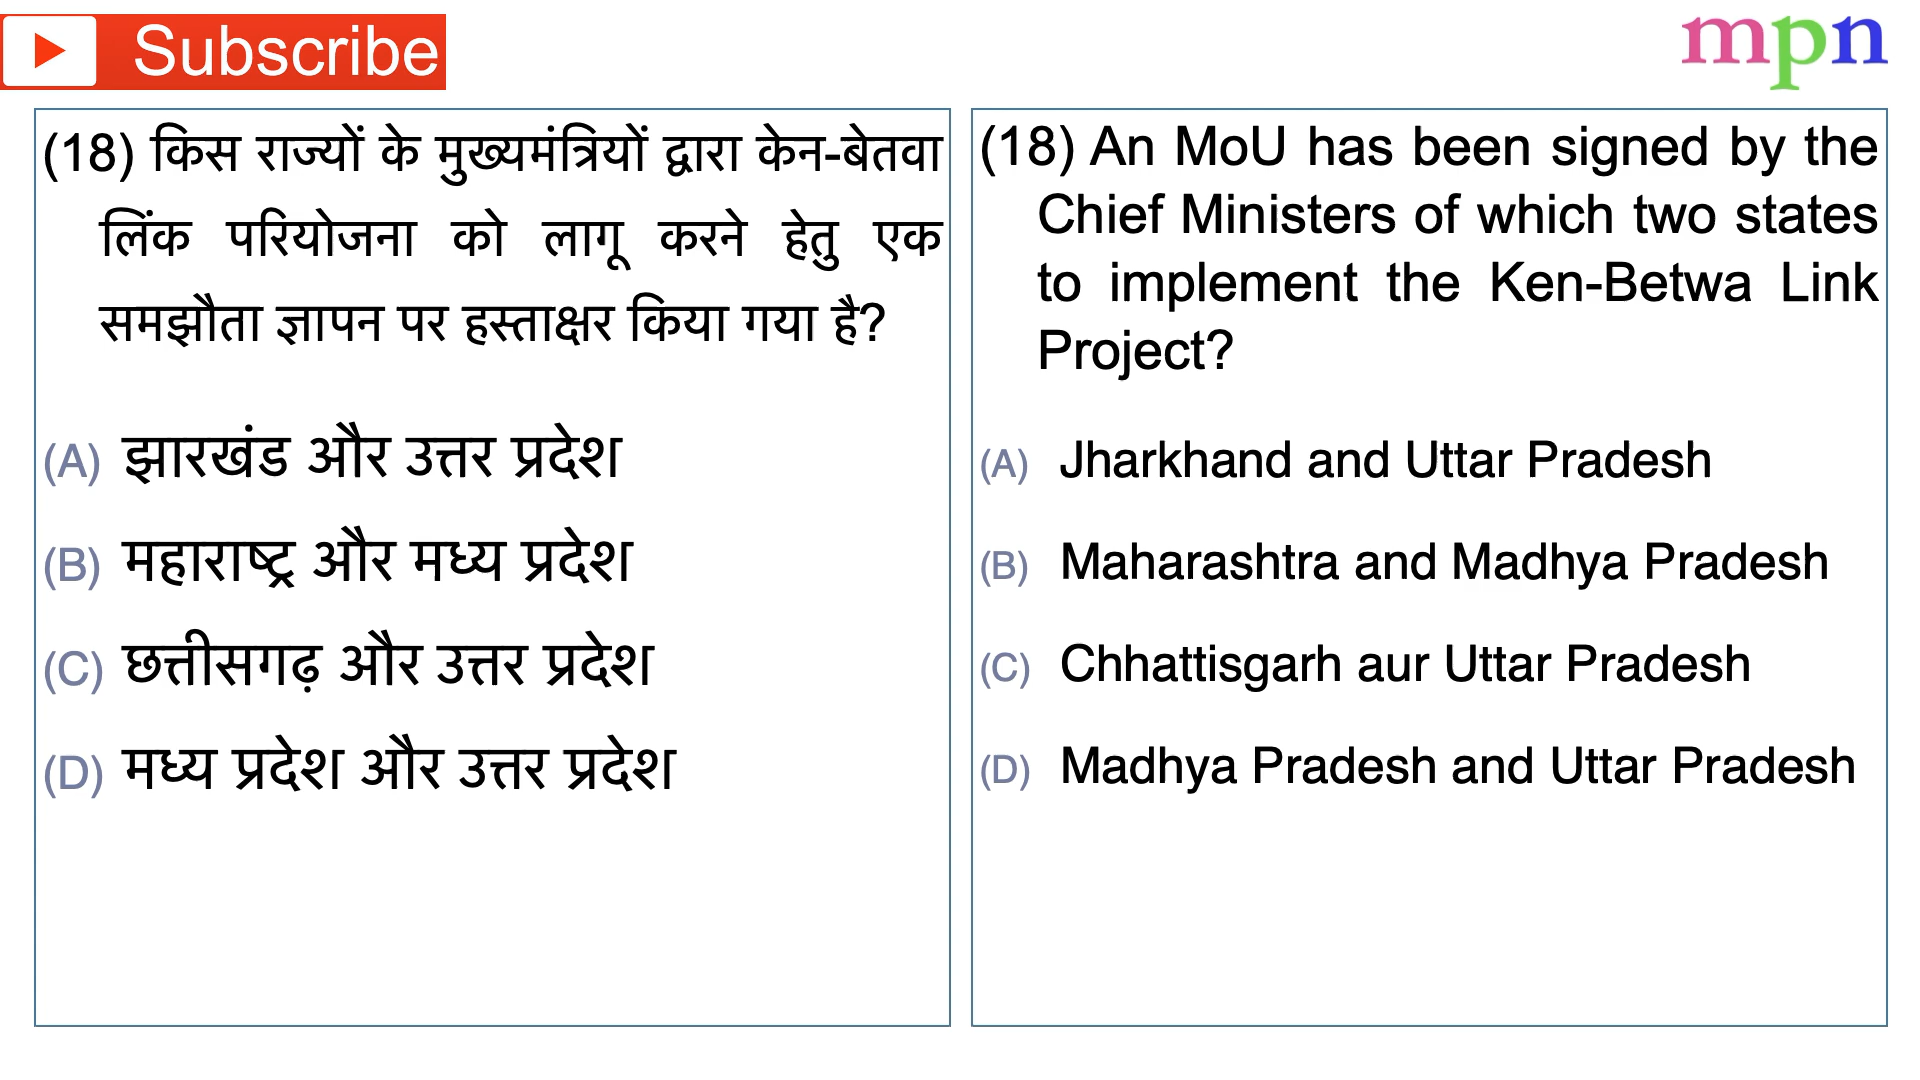 Subscribe
mpn
(18) किस राज्यों के मुख्यमंत्रियों द्वारा केन-बेतवा
लिंक परियोजना को लागू करने हेतु एक
समझौता ज्ञापन पर हस्ताक्षर किया गया है?
(A) झारखंड और उत्तर प्रदेश
(B) महाराष्ट्र और मध्य प्रदेश
(C) छत्तीसगढ़ और उत्तर प्रदेश
(D) मध्य प्रदेश और उत्तर प्रदेश
(18) An MoU has been signed by the
Chief Ministers of which two states
to implement the Ken-Betwa Link
Project?
(A) Jharkhand and Uttar Pradesh
(B) Maharashtra and Madhya Pradesh
(C) Chhattisgarh aur Uttar Pradesh
(D) Madhya Pradesh and Uttar Pradesh